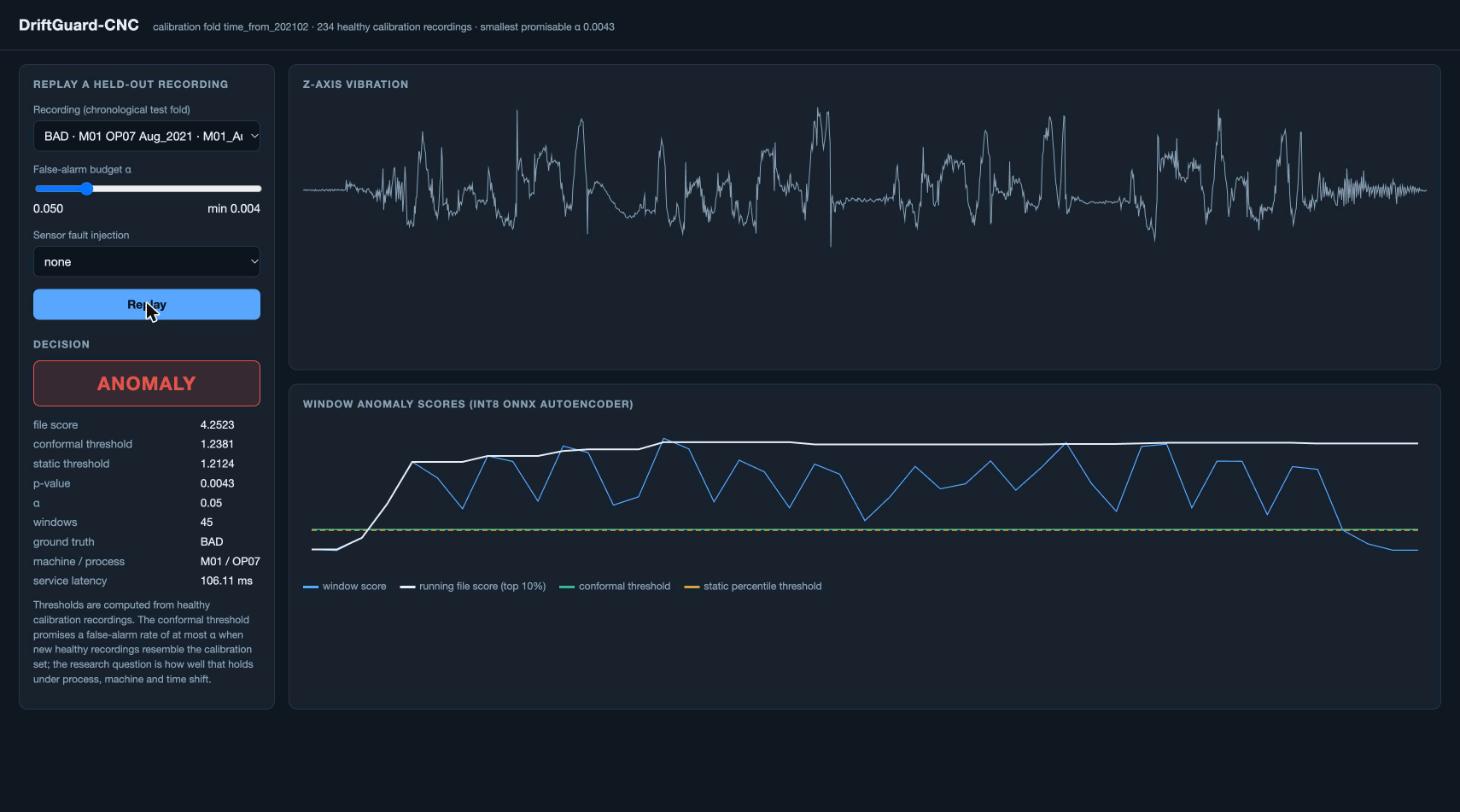 DriftGuard-CNC
calibration fold time_from_202102 · 234 healthy calibration recordings · smallest promisable α 0.0043
REPLAY A HELD-OUT RECORDING
Recording (chronological test fold)
BAD · M01 OP07 Aug_2021 · M01_Au
False-alarm budget α
0.050
min 0.004
Sensor fault injection
none
Replay
DECISION
ANOMALY
file score 4.2523
conformal threshold 1.2381
static threshold 1.2124
p-value 0.0043
α 0.05
windows 45
ground truth BAD
machine / process M01 / OP07
service latency 106.11 ms
Thresholds are computed from healthy
calibration recordings. The conformal threshold
promises a false-alarm rate of at most α when
new healthy recordings resemble the calibration
set; the research question is how well that holds
under process, machine and time shift.
Z-AXIS VIBRATION
WINDOW ANOMALY SCORES (INT8 ONNX AUTOENCODER)
window score
running file score (top 10%)
conformal threshold
static percentile threshold